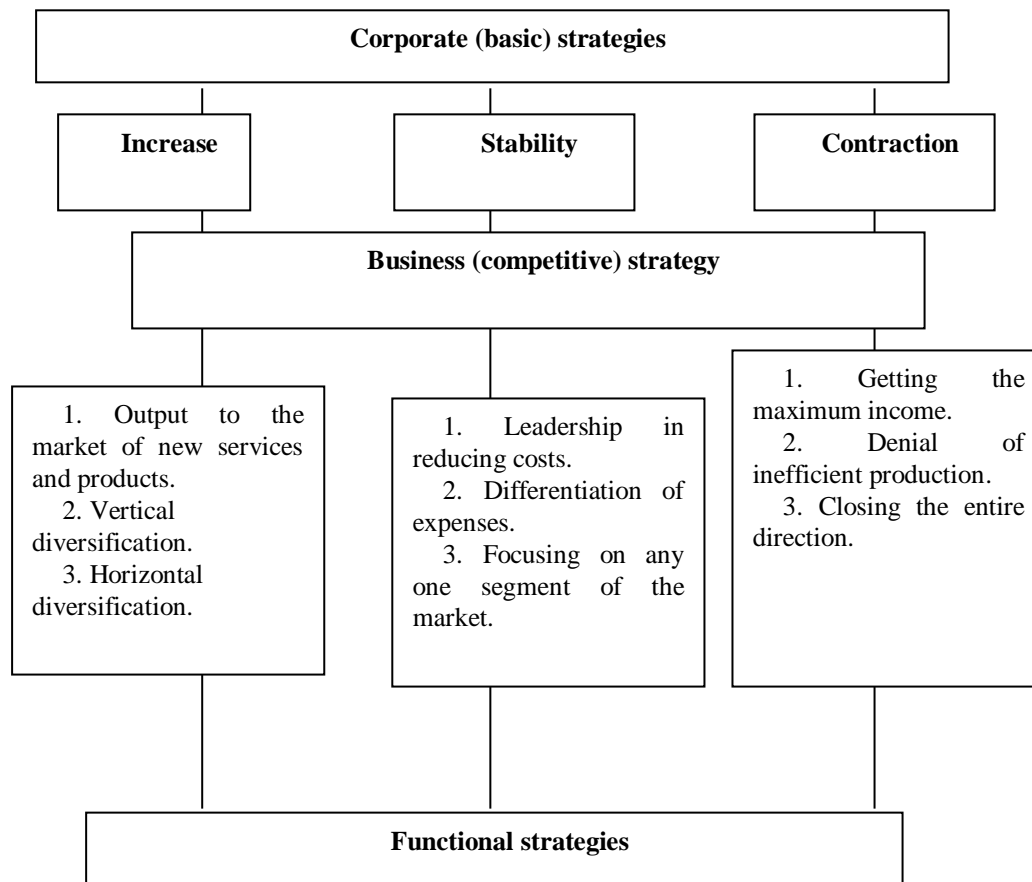 Corporate (basic) strategies
Increase
Stability
Contraction
Business (competitive) strategy
1. Output to the
market of new services
and products.
2. Vertical
diversification.
3. Horizontal
diversification.
1. Leadership in
reducing costs.
2. Differentiation of
expenses.
3. Focusing on any
one segment of the
market.
1. Getting the
maximum income.
2. Denial of
inefficient production.
3. Closing the entire
direction.
Functional strategies